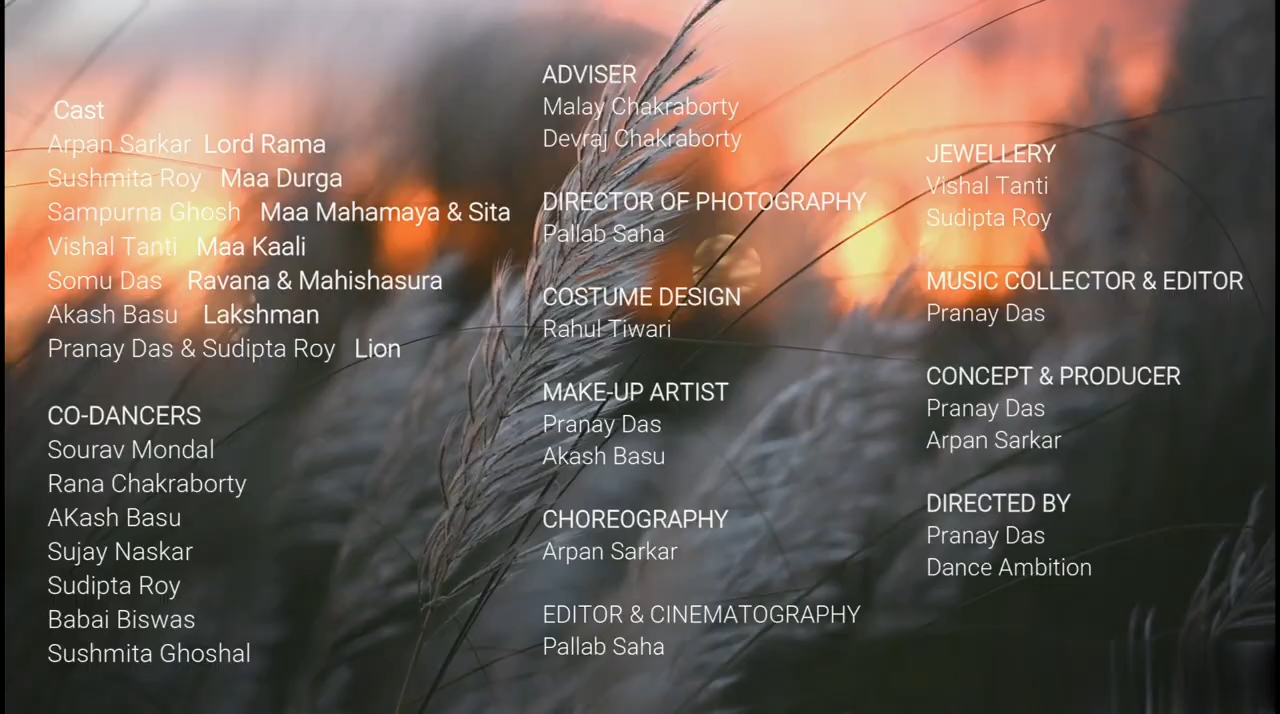 Cast
Arpan Sarkar Lord Rama
Sushmita Roy Maa Durga
Sampurna Ghosh Maa Mahamaya & Sita
Vishal Tanti Maa Kaali
Somu Das Ravana & Mahishasura
Akash Basu Lakshman
Pranay Das & Sudipta Roy Lion
CO-DANCERS
Sourav Mondal
Rana Chakraborty
AKash Basu
Sujay Naskar
Sudipta Roy
Babai Biswas
Sushmita Ghoshal
ADVISER
Malay Chakraborty
Devraj Chakraborty
DIRECTOR OF PHOTOGRAPHY
Pallab Saha
COSTUME DESIGN
Rahul Tiwari
MAKE-UP ARTIST
Pranay Das
Akash Basu
CHOREOGRAPHY
Arpan Sarkar
EDITOR & CINEMATOGRAPHY
Pallab Saha
JEWELLERY
Vishal Tanti
Sudipta Roy
MUSIC COLLECTOR & EDITOR
Pranay Das
CONCEPT & PRODUCER
Pranay Das
Arpan Sarkar
DIRECTED BY
Pranay Das
Dance Ambition